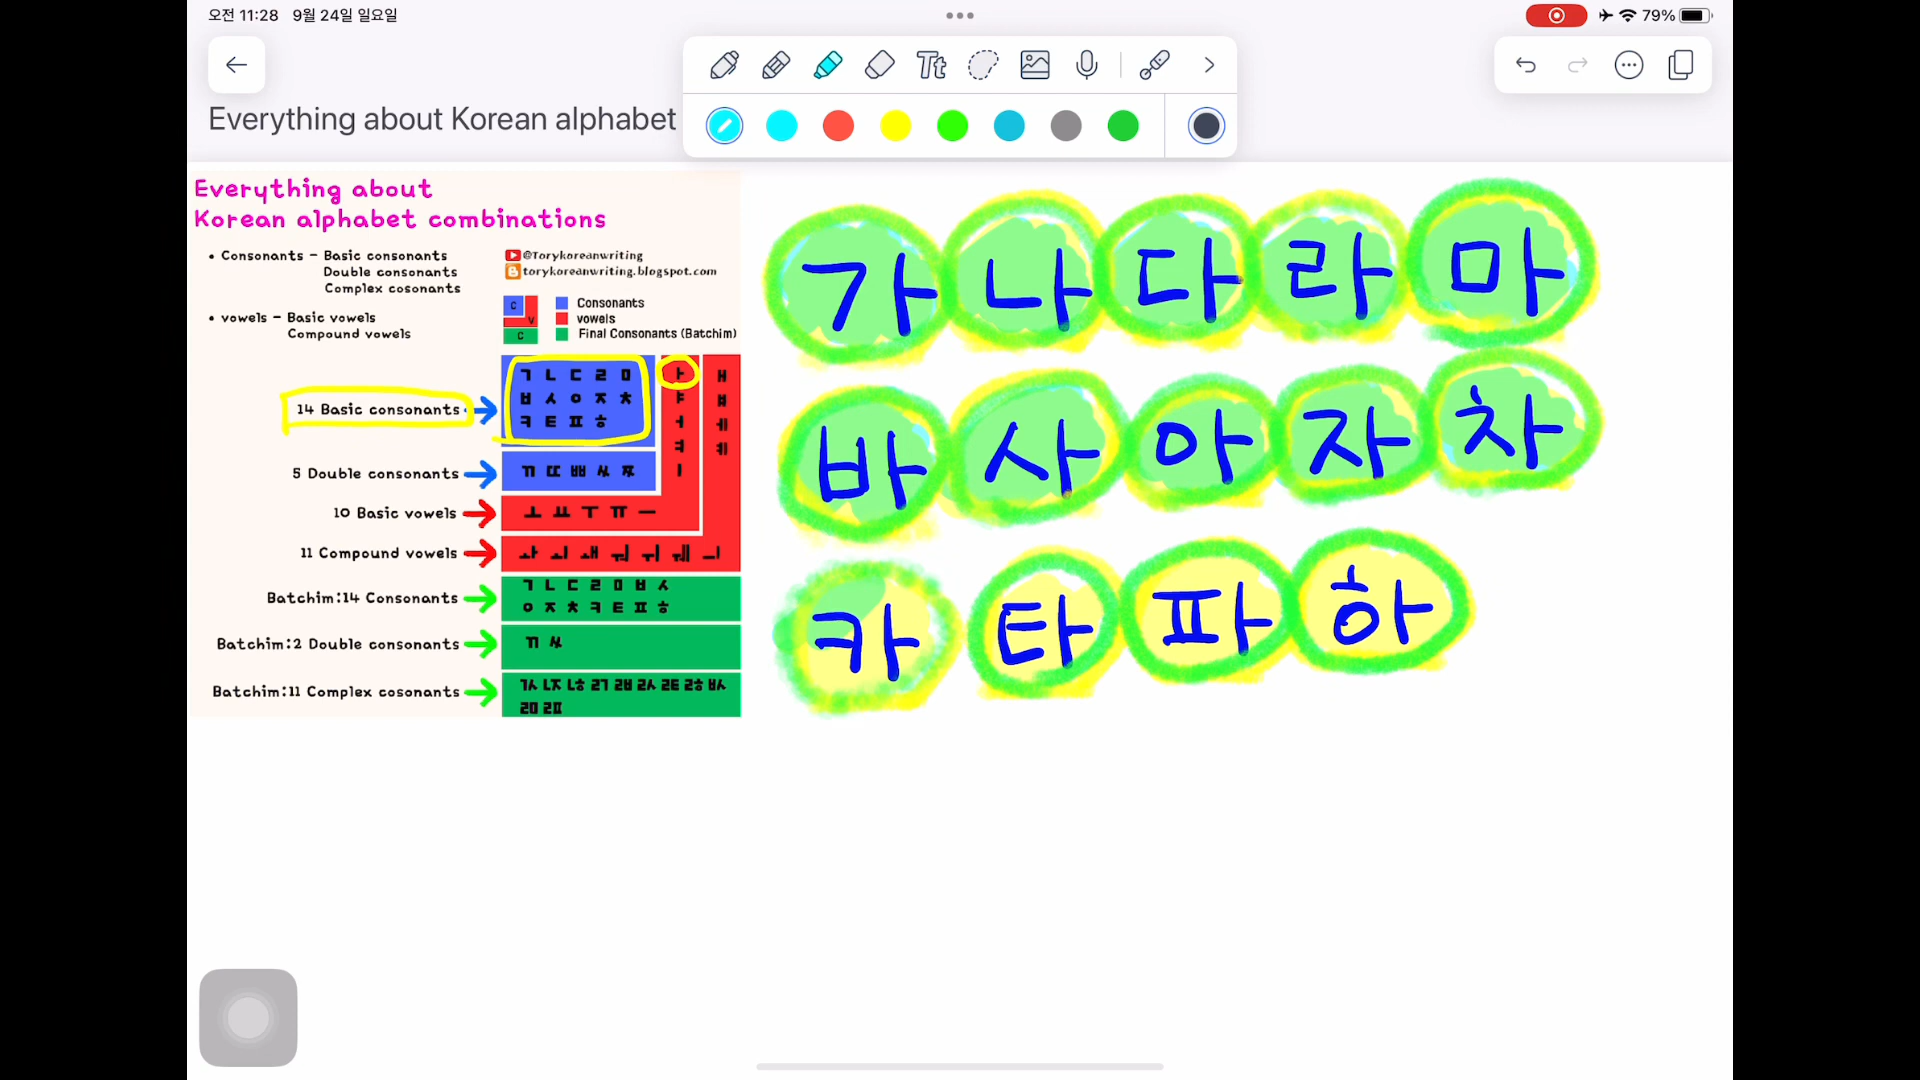 오전 11:28 9월 24일 일요일
79%
Tt
Everything about Korean alphabet
Everything about
Korean alphabet combinations
• Consonants - Basic consonants
Double consonants
Complex cosonants
@Torykoreanwriting
torykoreanwriting.blogspot.com
• vowels - Basic vowels
Compound vowels
C
V
C
Consonants
vowels
Final Consonants (Batchim)
14 Basic consonants
ㄱ ㄴ ㄷ ㄹ ㅁ
ㅂ ㅅ ㅇ ㅈ ㅊ
ㅋ ㅌ ㅍ ㅎ
ㅏ
ㅑ
ㅓ
ㅕ
ㅣ
ㅐ
ㅒ
ㅔ
ㅖ
5 Double consonants
ㄲ ㄸ ㅃ ㅆ ㅉ
10 Basic vowels
ㅗ ㅛ ㅜ ㅠ ㅡ
11 Compound vowels
ㅘ ㅚ ㅙ ㅝ ㅟ ㅞ ㅢ
Batchim:14 Consonants
ㄱ ㄴ ㄷ ㄹ ㅁ ㅂ ㅅ
ㅇ ㅈ ㅊ ㅋ ㅌ ㅍ ㅎ
Batchim:2 Double consonants
ㄲ ㅆ
Batchim:11 Complex cosonants
ㄳ ㄵ ㄶ ㄺ ㄼ ㄽ ㄾ ㅀ ㅄ
ㄻ ㄿ
가 나 다 라 마
바 사 아 자 차
카 타 파 하